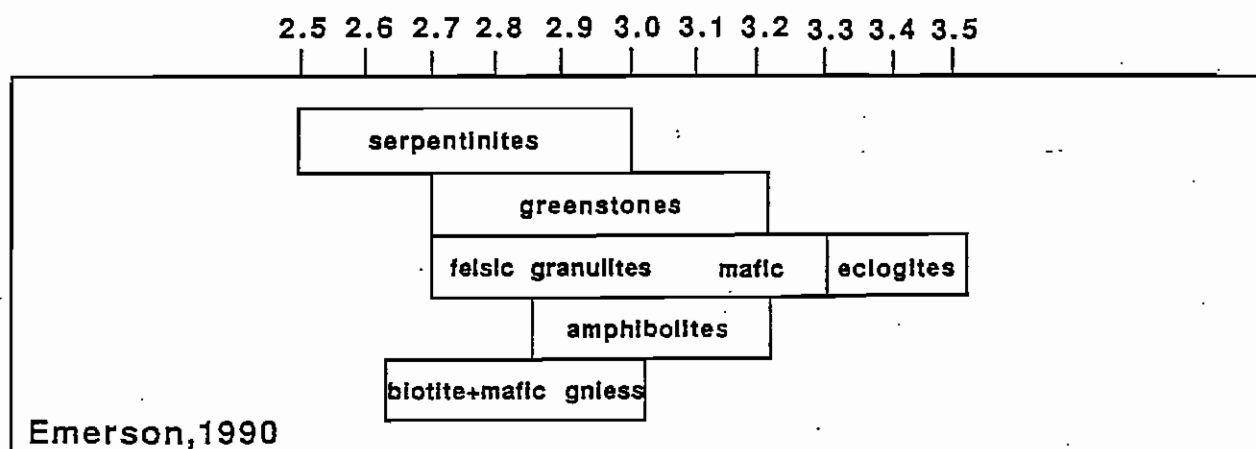 2.5 2.6 2.7 2.8 2.9 3.0 3.1 3.2 3.3 3.4 3.5
serpentinites
greenstones
felsic granulites mafic eclogites
amphibolites
biotite+mafic gniess
Emerson,1990